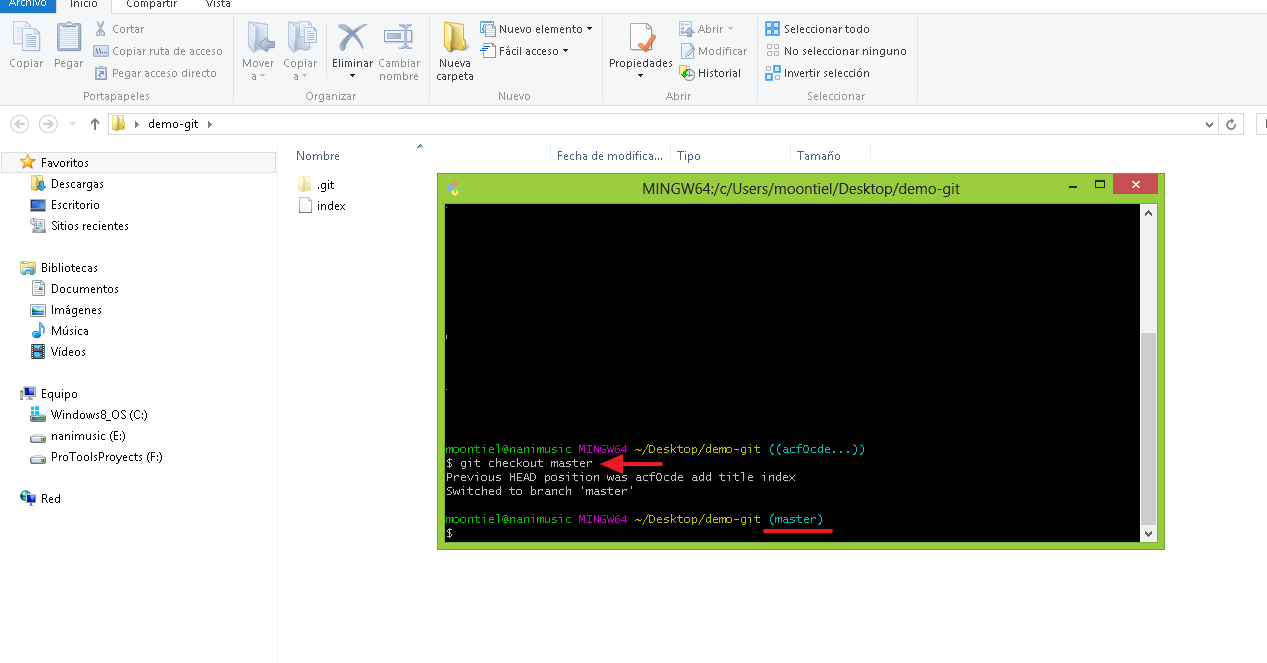 Archivo Inicio Compartir Vista
Copiar Pegar Cortar
Copiar ruta de acceso
Pegar acceso directo
Portapapeles
Mover a Copiar a Eliminar Cambiar nombre
Organizar
Nueva carpeta Nuevo elemento
Fácil acceso
Nuevo
Propiedades Abrir
Modificar
Historial
Abrir
Seleccionar todo
No seleccionar ninguno
Invertir selección
Seleccionar
demo-git
Favoritos
Descargas
Escritorio
Sitios recientes
Bibliotecas
Documentos
Imágenes
Música
Vídeos
Equipo
Windows8_OS (C:)
nanimusic (E:)
ProToolsProyects (F:)
Red
Nombre Fecha de modifica... Tipo Tamaño
.git
index
MINGW64:/c/Users/moontiel/Desktop/demo-git
moontiel@nanimusic MINGW64 ~/Desktop/demo-git ((acf0cde...))
$ git checkout master
Previous HEAD position was acf0cde add title index
Switched to branch 'master'
moontiel@nanimusic MINGW64 ~/Desktop/demo-git (master)
$